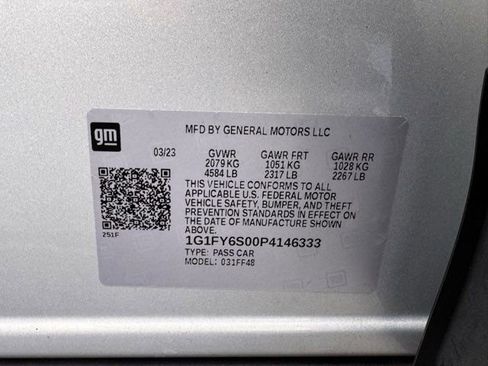 gm
MFD BY GENERAL MOTORS LLC
03/23 GVWR GAWR FRT GAWR RR
2079 KG 1051 KG 1028 KG
4584 LB 2317 LB 2267 LB
THIS VEHICLE CONFORMS TO ALL
APPLICABLE U.S. FEDERAL MOTOR
VEHICLE SAFETY, BUMPER, AND THEFT
PREVENTION STANDARDS IN EFFECT ON
THE DATE OF MANUFACTURE SHOWN
ABOVE.
251F
1G1FY6S00P4146333
TYPE: PASS CAR
MODEL: 031FF48